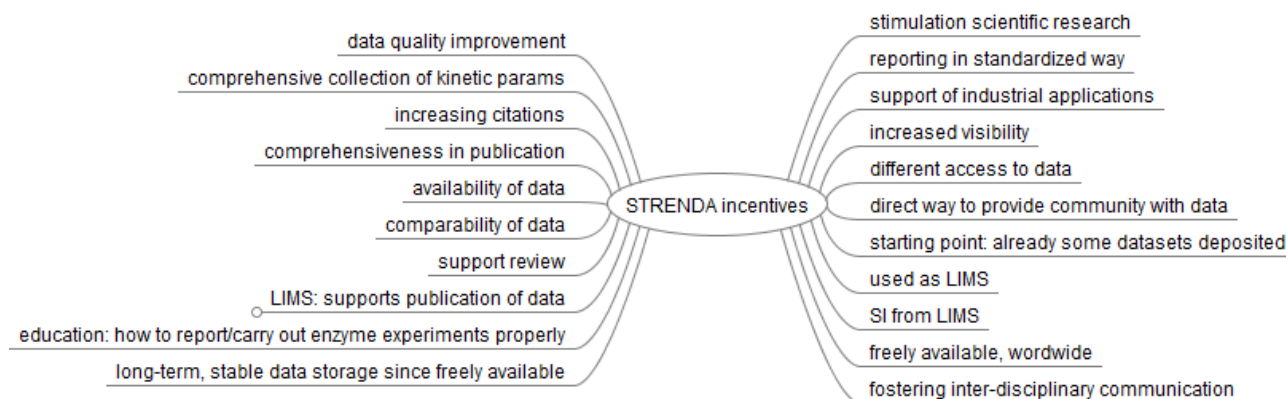 data quality improvement
comprehensive collection of kinetic params
increasing citations
comprehensiveness in publication
availability of data
comparability of data
support review
LIMS: supports publication of data
education: how to report/carry out enzyme experiments properly
long-term, stable data storage since freely available
STRENDA incentives
stimulation scientific research
reporting in standardized way
support of industrial applications
increased visibility
different access to data
direct way to provide community with data
starting point: already some datasets deposited
used as LIMS
SI from LIMS
freely available, wordwide
fostering inter-disciplinary communication